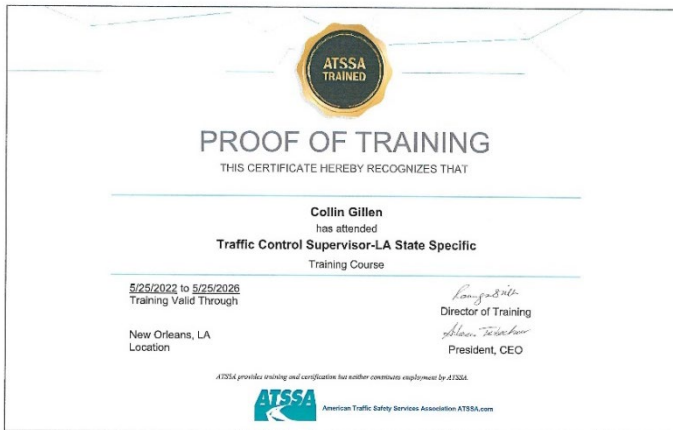 ATSSA
TRAINED
PROOF OF TRAINING
THIS CERTIFICATE HEREBY RECOGNIZES THAT
Collin Gillen
has attended
Traffic Control Supervisor-LA State Specific
Training Course
5/25/2022 to 5/25/2026
Training Valid Through
Director of Training
New Orleans, LA
Location
President, CEO
ATSSA provides training and certification but neither constitutes employment by ATSSA.
ATSSA
American Traffic Safety Services Association ATSSA.com